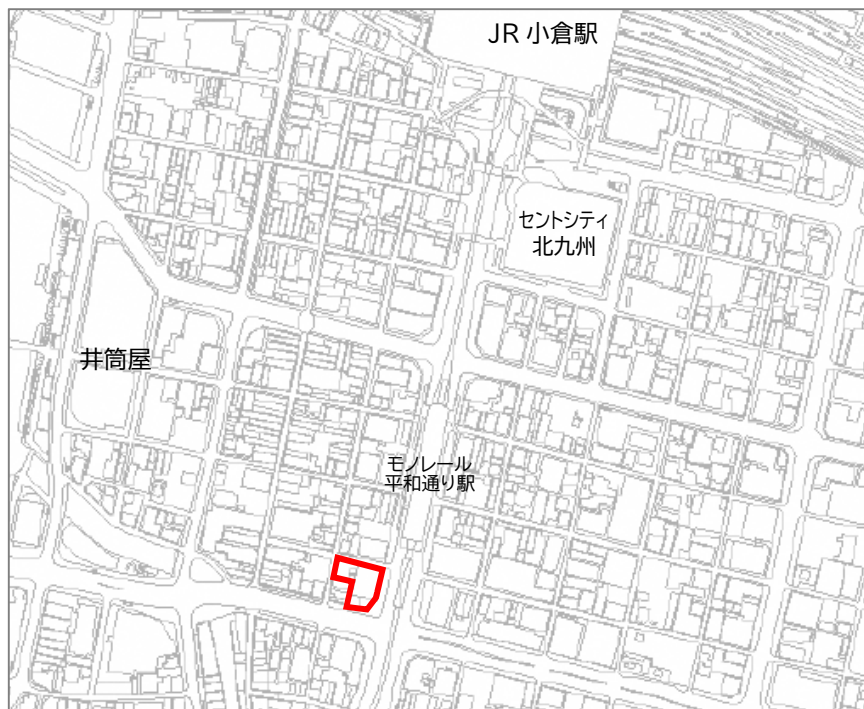 JR 小倉駅
セントシティ
北九州
井筒屋
モノレール
平和通り駅